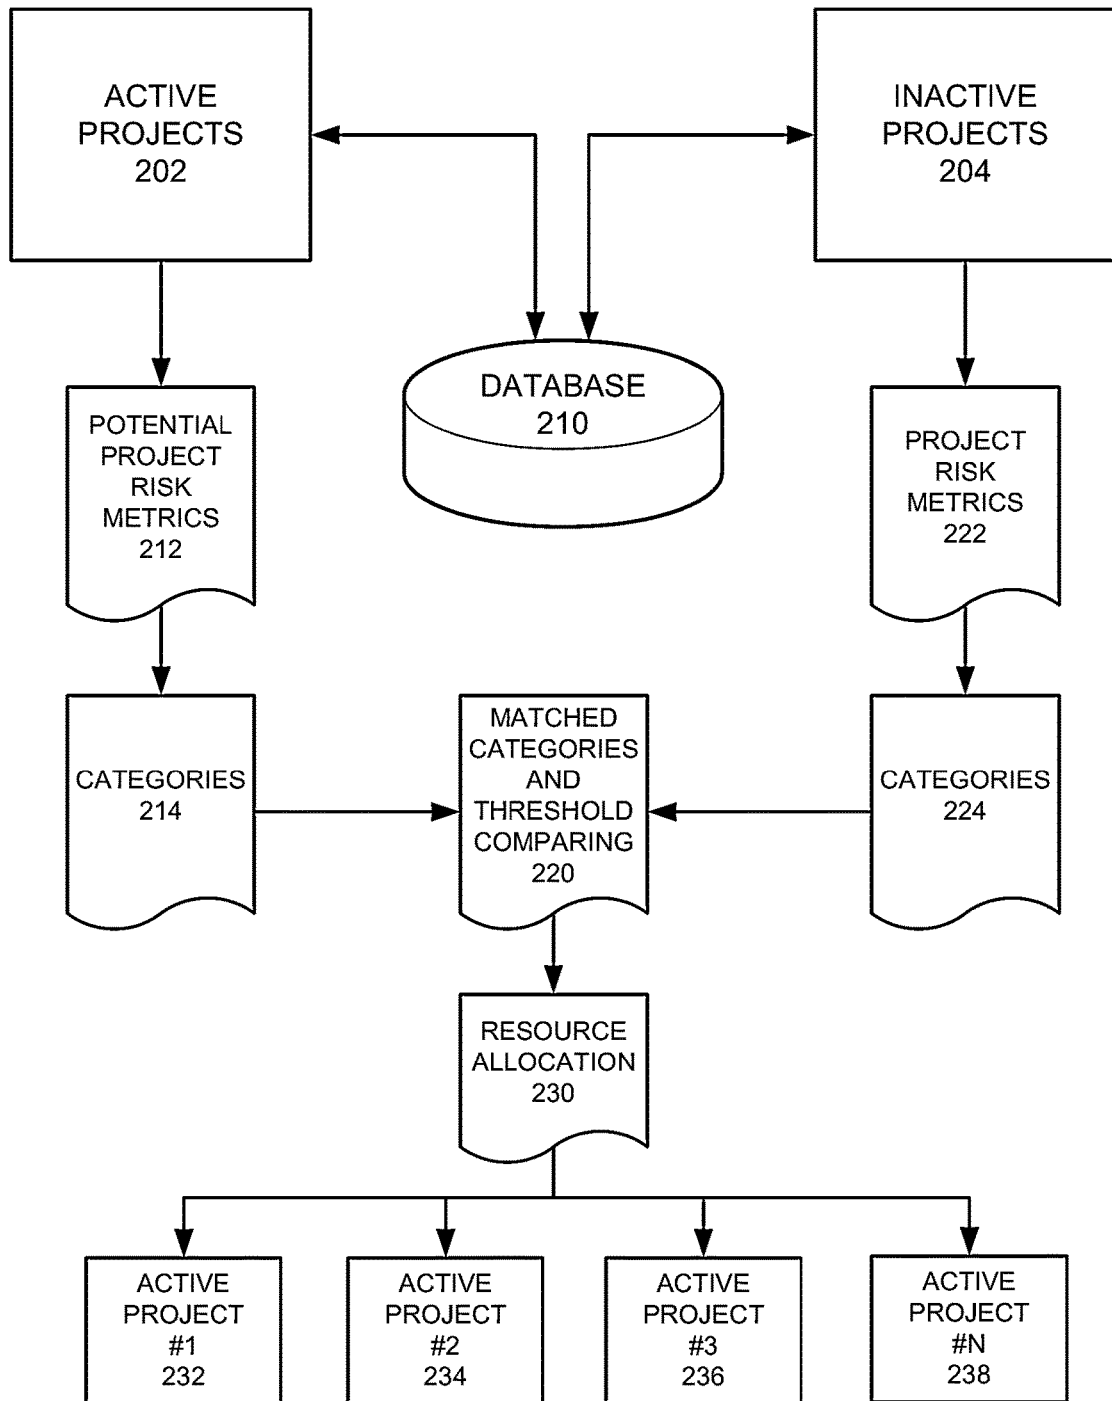 ACTIVE
PROJECTS
202
INACTIVE
PROJECTS
204
DATABASE
210
POTENTIAL
PROJECT
RISK
METRICS
212
PROJECT
RISK
METRICS
222
CATEGORIES
214
MATCHED
CATEGORIES
AND
THRESHOLD
COMPARING
220
CATEGORIES
224
RESOURCE
ALLOCATION
230
ACTIVE
PROJECT
#1
232
ACTIVE
PROJECT
#2
234
ACTIVE
PROJECT
#3
236
ACTIVE
PROJECT
#N
238